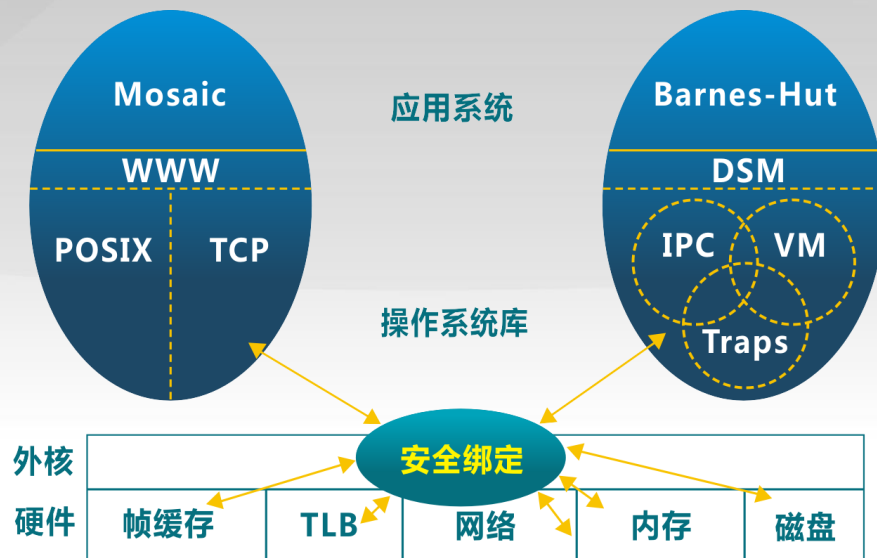 Mosaic
应用系统
Barnes-Hut
WWW
DSM
POSIX
TCP
IPC
VM
操作系统库
Traps
外核
安全绑定
硬件
帧缓存
TLB
网络
内存
磁盘